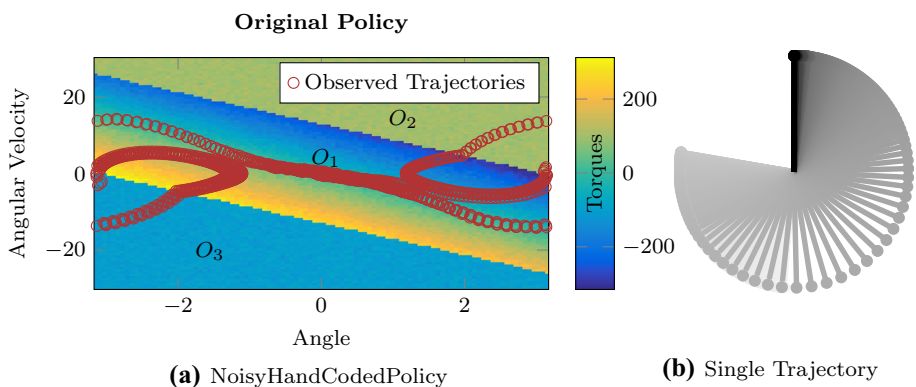 Original Policy
Observed Trajectories
O2
O1
O3
Angular Velocity
20
0
−20
−2
0
2
Angle
Torques
200
0
−200
(a) NoisyHandCodedPolicy
(b) Single Trajectory